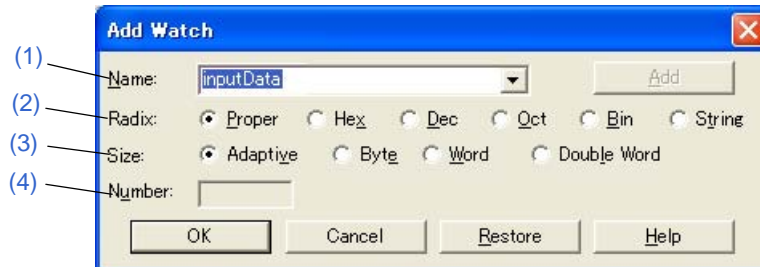 Add Watch
(1) Name: inputData Add
(2) Radix: Proper Hex Dec Oct Bin String
(3) Size: Adaptive Byte Word Double Word
(4) Number:
OK Cancel Restore Help